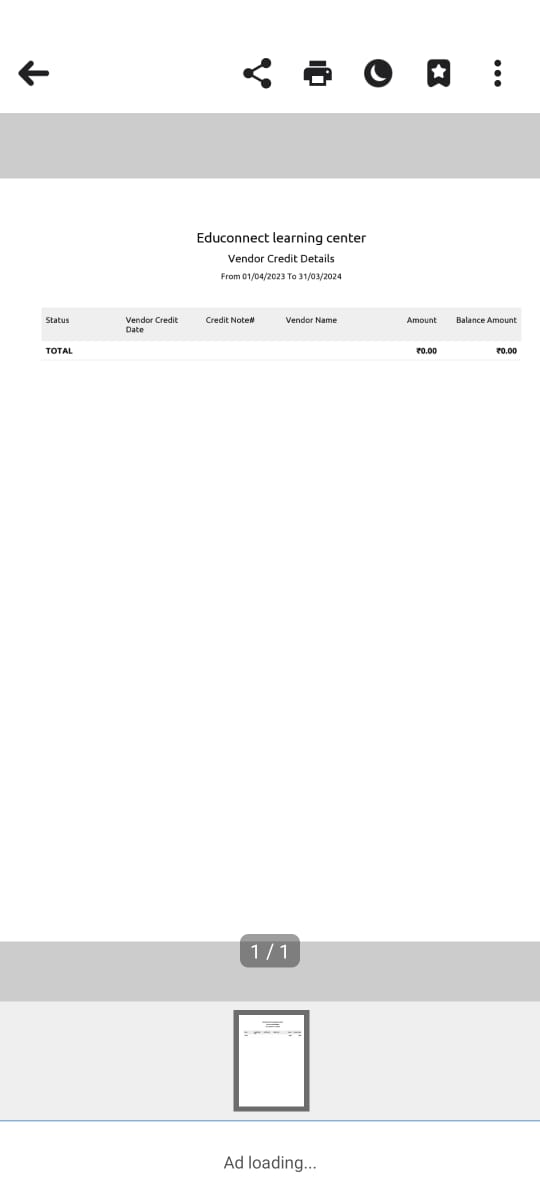 Educonnect learning center
Vendor Credit Details
From 01/04/2023 To 31/03/2024
Status Vendor Credit Date Credit Note# Vendor Name Amount Balance Amount
TOTAL ₹0.00 ₹0.00
1 / 1
Ad loading...